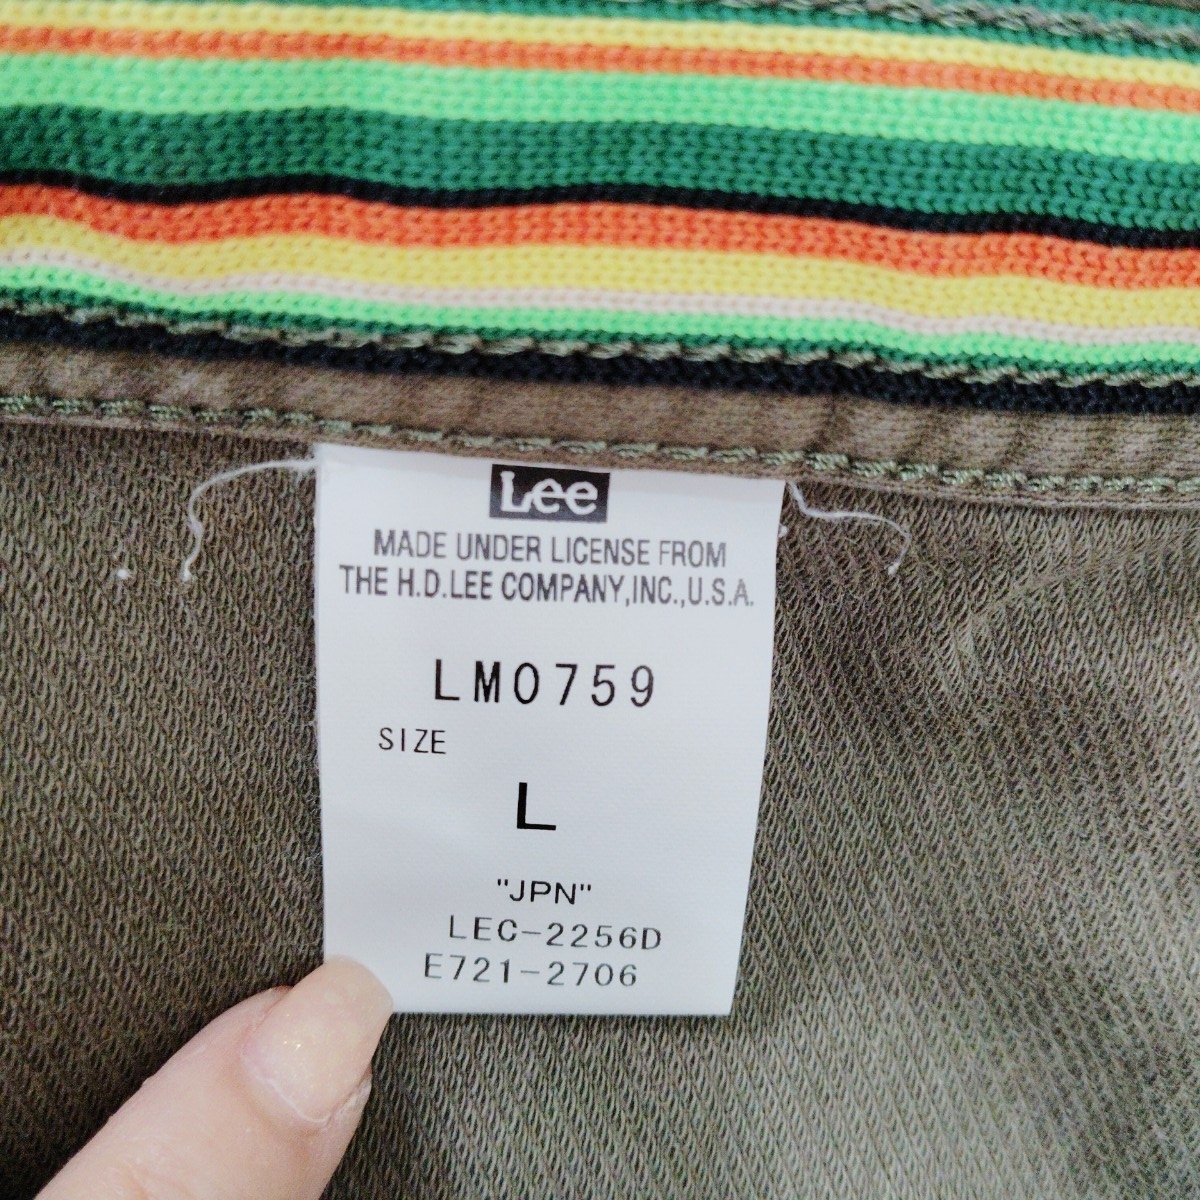 Lee
MADE UNDER LICENSE FROM
THE H.D.LEE COMPANY,INC.,U.S.A.
LM0759
SIZE
L
"JPN"
LEC-2256D
E721-2706